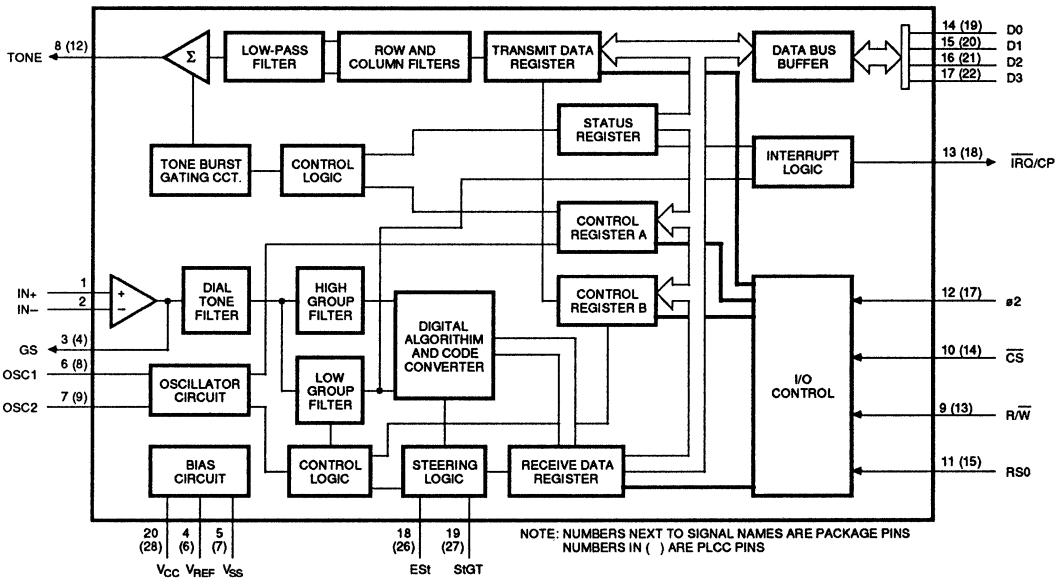 8 (12)
TONE
Σ
LOW-PASS
FILTER
ROW AND
COLUMN FILTERS
TRANSMIT DATA
REGISTER
DATA BUS
BUFFER
14 (19)
D0
15 (20)
D1
16 (21)
D2
17 (22)
D3
TONE BURST
GATING CCT.
CONTROL
LOGIC
STATUS
REGISTER
INTERRUPT
LOGIC
13 (18)
IRQ/CP
CONTROL
REGISTER A
1
IN+
2
IN–
+
–
3 (4)
GS
DIAL
TONE
FILTER
HIGH
GROUP
FILTER
DIGITAL
ALGORITHIM
AND CODE
CONVERTER
CONTROL
REGISTER B
12 (17)
ø2
10 (14)
CS
9 (13)
R/W
11 (15)
RS0
I/O
CONTROL
6 (8)
OSC1
7 (9)
OSC2
OSCILLATOR
CIRCUIT
LOW
GROUP
FILTER
BIAS
CIRCUIT
CONTROL
LOGIC
STEERING
LOGIC
RECEIVE DATA
REGISTER
20
(28)
VCC
4
(6)
VREF
5
(7)
VSS
18
(26)
ESt
19
(27)
StGT
NOTE: NUMBERS NEXT TO SIGNAL NAMES ARE PACKAGE PINS
NUMBERS IN ( ) ARE PLCC PINS